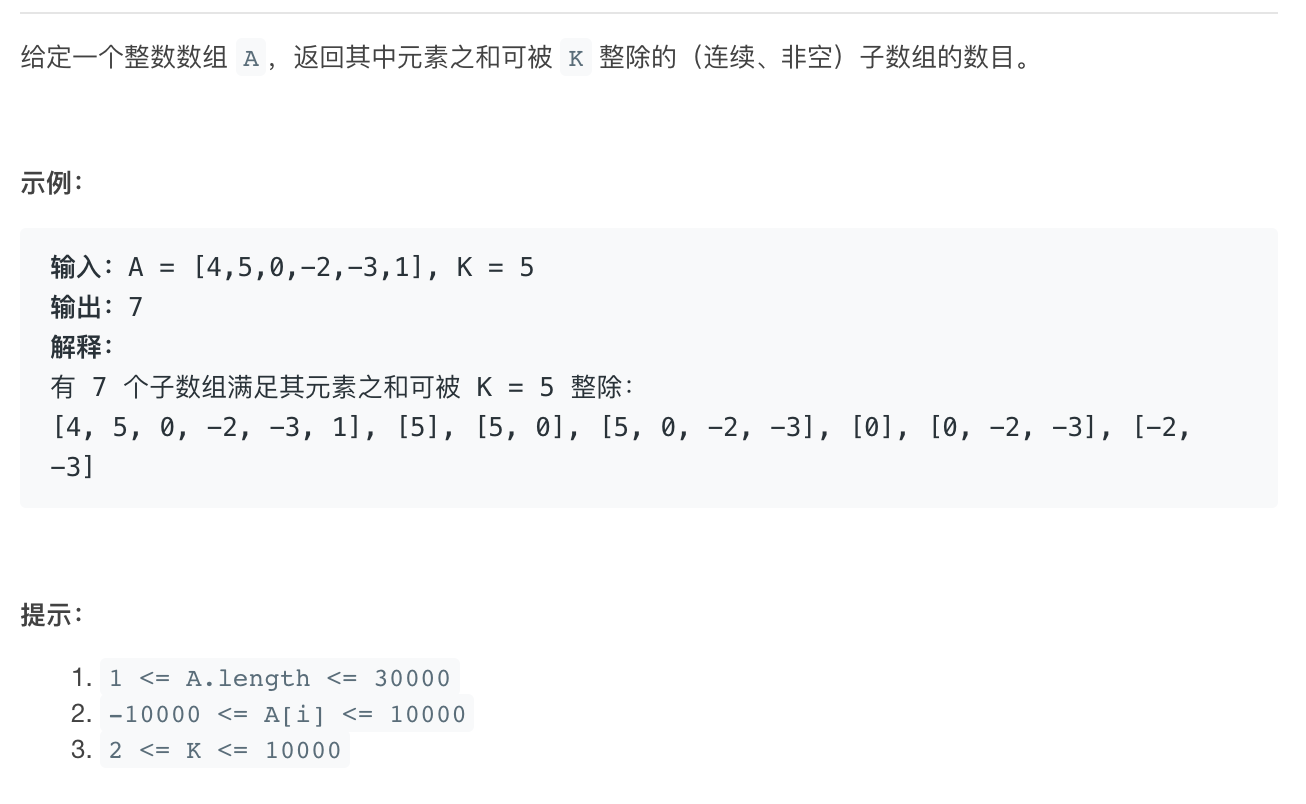 给定一个整数数组 A，返回其中元素之和可被 K 整除的（连续、非空）子数组的数目。
示例：
输入：A = [4,5,0,-2,-3,1], K = 5
输出：7
解释：
有 7 个子数组满足其元素之和可被 K = 5 整除：
[4, 5, 0, -2, -3, 1], [5], [5, 0], [5, 0, -2, -3], [0], [0, -2, -3], [-2,
-3]
提示：
1. 1 <= A.length <= 30000
2. -10000 <= A[i] <= 10000
3. 2 <= K <= 10000